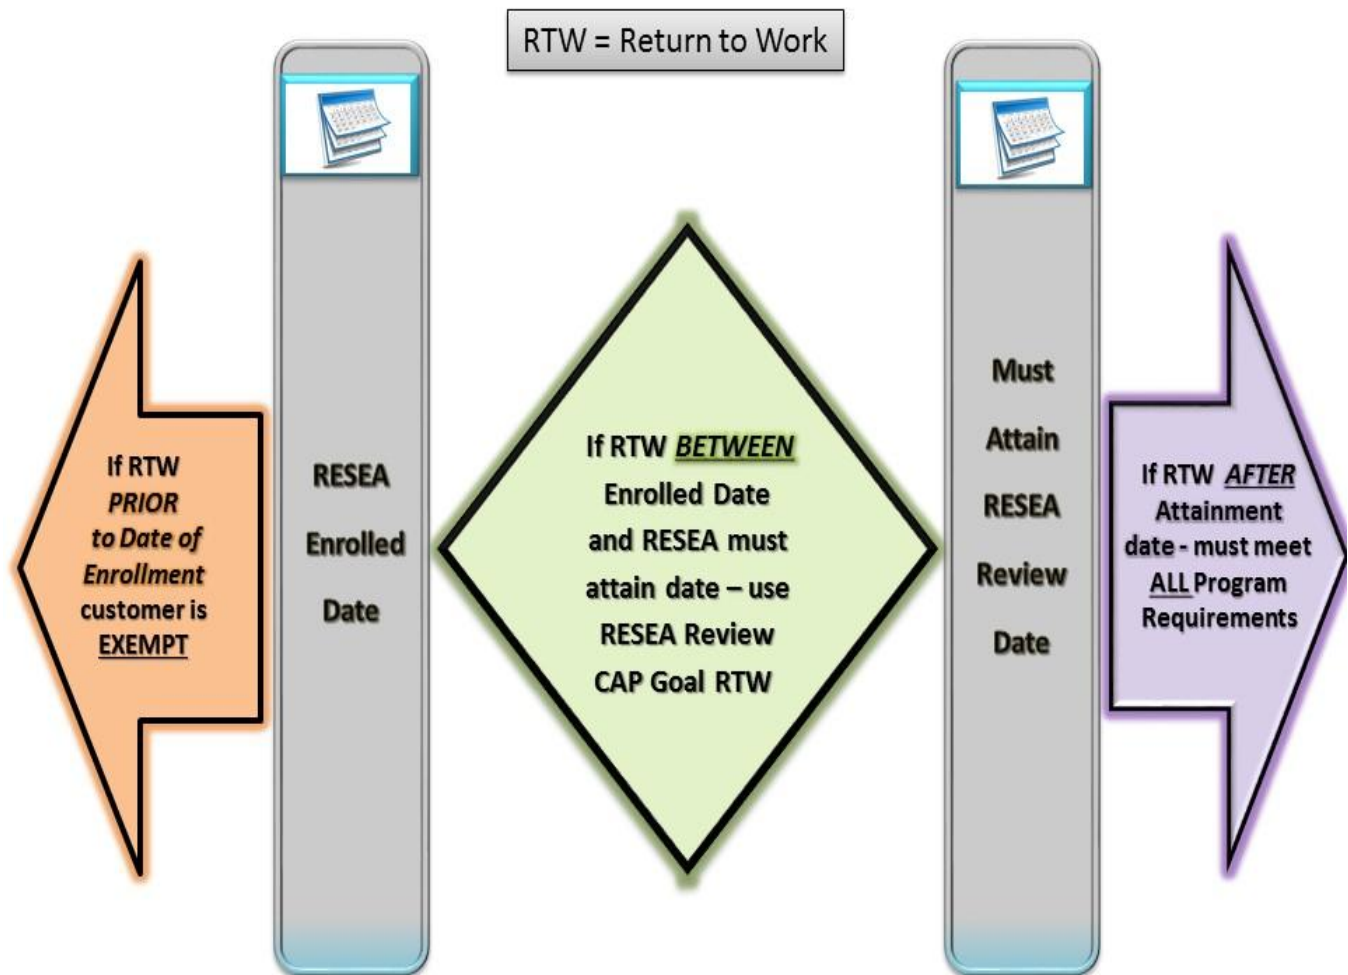 RTW = Return to Work
If RTW
PRIOR
to Date of
Enrollment
customer is
EXEMPT
RESEA
Enrolled
Date
If RTW BETWEEN
Enrolled Date
and RESEA must
attain date – use
RESEA Review
CAP Goal RTW
Must
Attain
RESEA
Review
Date
If RTW AFTER
Attainment
date - must meet
ALL Program
Requirements